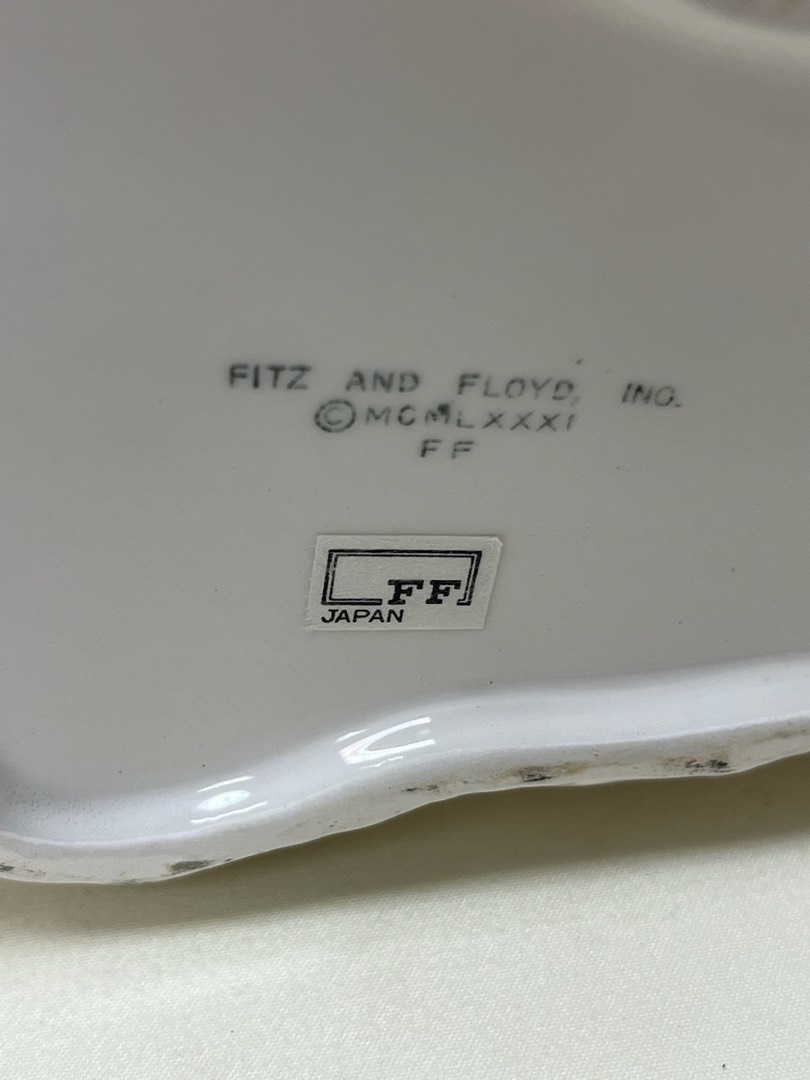 FITZ AND FLOYD, INC.
©MCMLXXXI
FF
FF
JAPAN